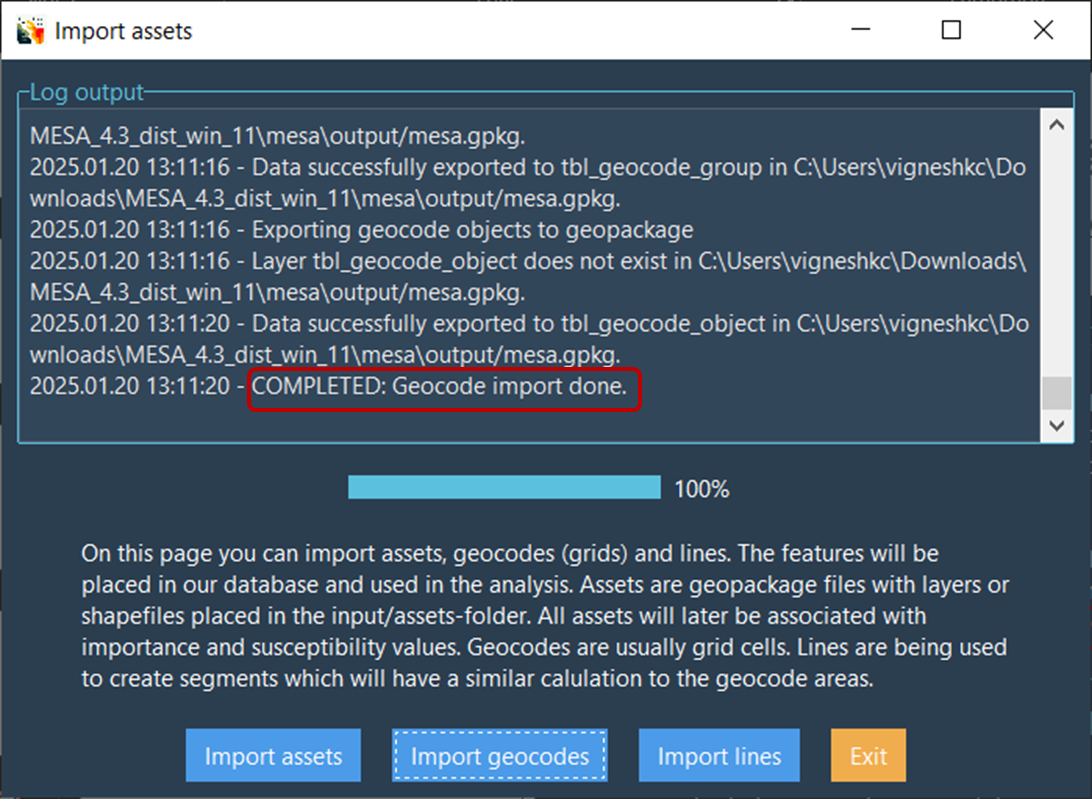 Import assets
Log output
MESA_4.3_dist_win_11\mesa\output/mesa.gpkg.
2025.01.20 13:11:16 - Data successfully exported to tbl_geocode_group in C:\Users\vigneshkc\Do
wnloads\MESA_4.3_dist_win_11\mesa\output/mesa.gpkg.
2025.01.20 13:11:16 - Exporting geocode objects to geopackage
2025.01.20 13:11:16 - Layer tbl_geocode_object does not exist in C:\Users\vigneshkc\Downloads\
MESA_4.3_dist_win_11\mesa\output/mesa.gpkg.
2025.01.20 13:11:20 - Data successfully exported to tbl_geocode_object in C:\Users\vigneshkc\Do
wnloads\MESA_4.3_dist_win_11\mesa\output/mesa.gpkg.
2025.01.20 13:11:20 - COMPLETED: Geocode import done.
100%
On this page you can import assets, geocodes (grids) and lines. The features will be
placed in our database and used in the analysis. Assets are geopackage files with layers or
shapefiles placed in the input/assets-folder. All assets will later be associated with
importance and susceptibility values. Geocodes are usually grid cells. Lines are being used
to create segments which will have a similar calulation to the geocode areas.
Import assets Import geocodes Import lines Exit